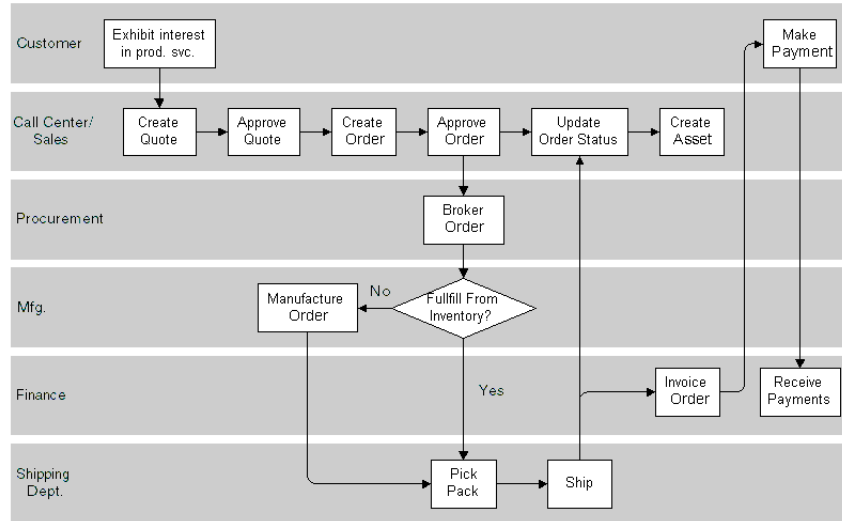 Customer
Exhibit interest
in prod. svc.
Make
Payment
Call Center/
Sales
Create
Quote
Approve
Quote
Create
Order
Approve
Order
Update
Order Status
Create
Asset
Procurement
Broker
Order
Mfg.
Manufacture
Order
No
Fullfill From
Inventory?
Finance
Yes
Invoice
Order
Receive
Payments
Shipping
Dept.
Pick
Pack
Ship